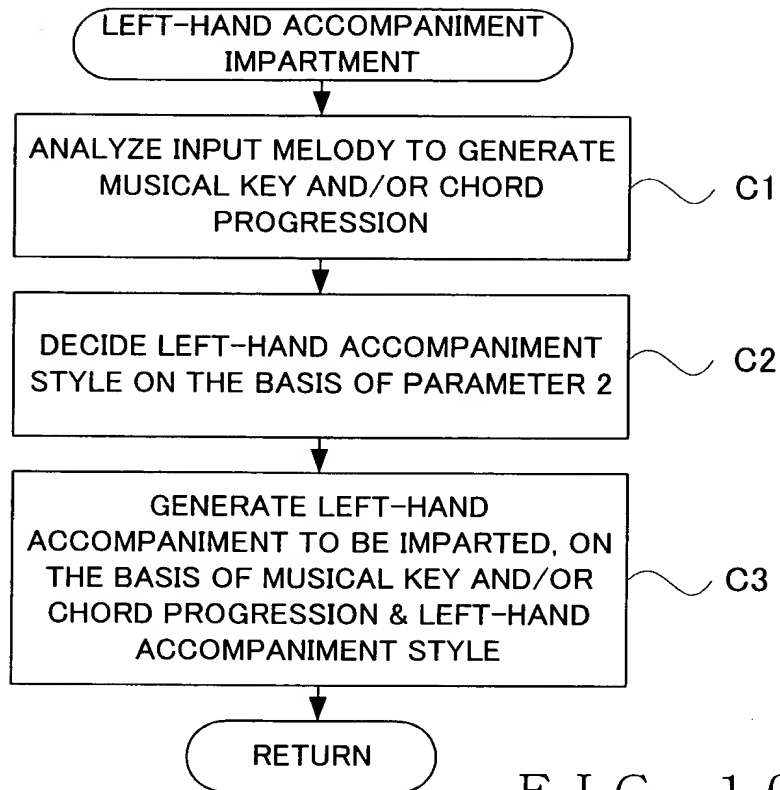 LEFT-HAND ACCOMPANIMENT
IMPARTMENT
ANALYZE INPUT MELODY TO GENERATE
MUSICAL KEY AND/OR CHORD
PROGRESSION
C1
DECIDE LEFT-HAND ACCOMPANIMENT
STYLE ON THE BASIS OF PARAMETER 2
C2
GENERATE LEFT-HAND
ACCOMPANIMENT TO BE IMPARTED, ON
THE BASIS OF MUSICAL KEY AND/OR
CHORD PROGRESSION & LEFT-HAND
ACCOMPANIMENT STYLE
C3
RETURN
FIG. 10